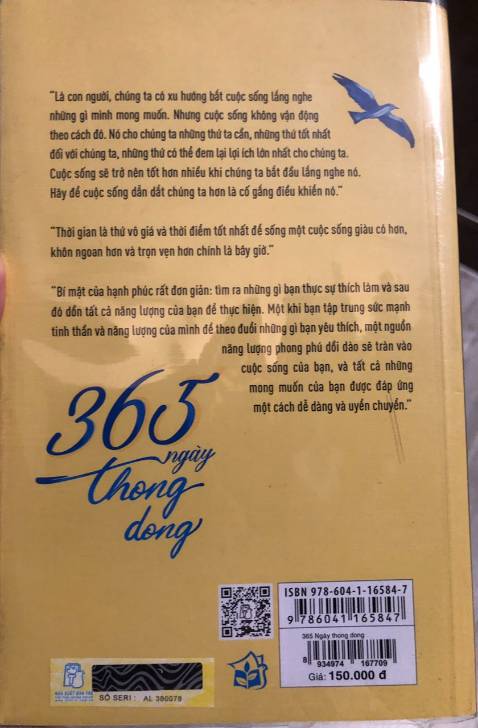 "Là con người, chúng ta có xu hướng bắt cuộc sống lắng nghe
những gì mình mong muốn. Nhưng cuộc sống không vận động
theo cách đó. Nó cho chúng ta những thứ ta cần, những thứ tốt nhất
đối với chúng ta, những thứ có thể đem lại lợi ích lớn nhất cho chúng ta.
Cuộc sống sẽ trở nên tốt hơn nhiều khi chúng ta bắt đầu lắng nghe nó.
Hãy để cuộc sống dẫn dắt chúng ta hơn là cố gắng điều khiển nó."
"Thời gian là thứ vô giá và thời điểm tốt nhất để sống một cuộc sống giàu có hơn,
khôn ngoan hơn và trọn vẹn hơn chính là bây giờ."
"Bí mật của hạnh phúc rất đơn giản: tìm ra những gì bạn thực sự thích làm và sau
đó dồn tất cả năng lượng của bạn để thực hiện. Một khi bạn tập trung sức mạnh
tinh thần và năng lượng của mình để theo đuổi những gì bạn yêu thích, một nguồn
năng lượng phong phú dồi dào sẽ tràn vào
cuộc sống của bạn, và tất cả những
mong muốn của bạn được đáp ứng
một cách dễ dàng và uyển chuyển."
365
ngày
thong
dong
ISBN 978-604-1-16584-7
9 786041 165847
365 Ngày thong dong
8 934974 167709
Giá: 150.000 đ
NHÀ XUẤT BẢN TRẺ
SỐ SERI : AL 380078